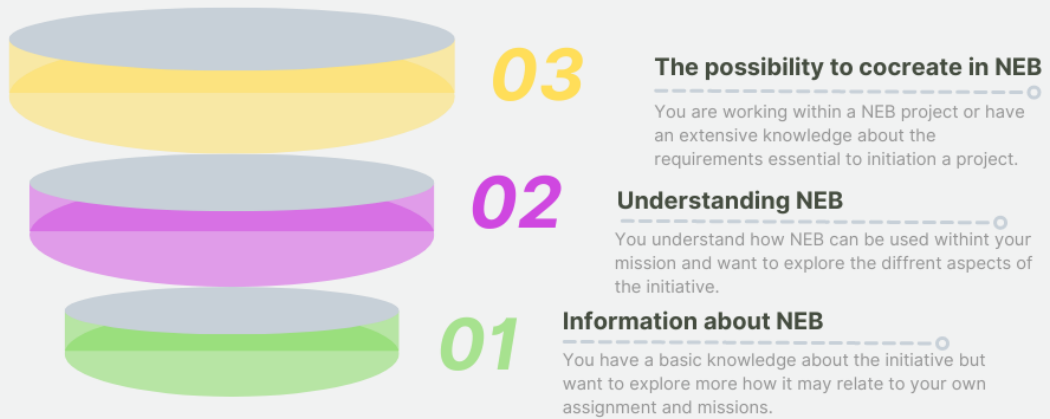 03
The possibility to cocreate in NEB
You are working within a NEB project or have
an extensive knowledge about the
requirements essential to initiation a project.
02
Understanding NEB
You understand how NEB can be used withint your
mission and want to explore the diffrent aspects of
the initiative.
01
Information about NEB
You have a basic knowledge about the initiative but
want to explore more how it may relate to your own
assignment and missions.